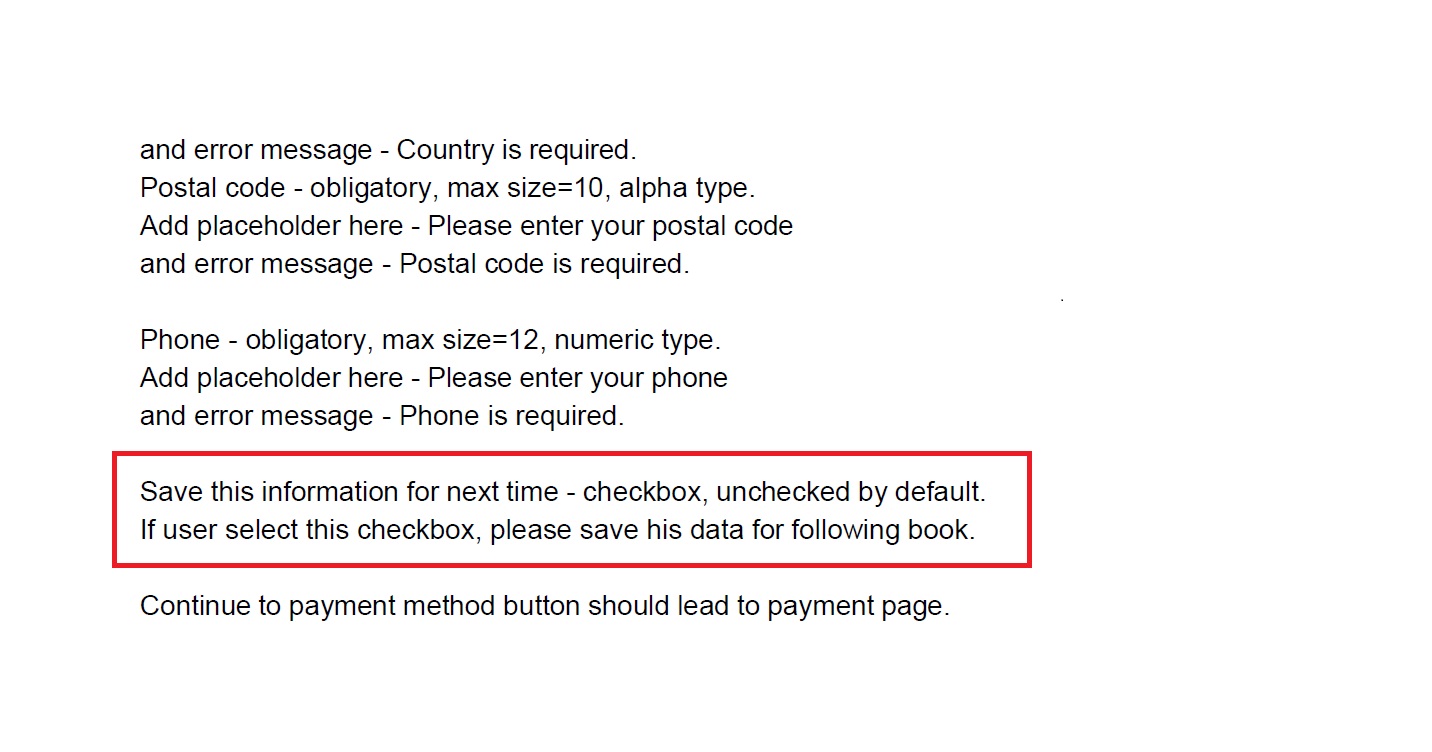 and error message - Country is required.
Postal code - obligatory, max size=10, alpha type.
Add placeholder here - Please enter your postal code
and error message - Postal code is required.
.
Phone - obligatory, max size=12, numeric type.
Add placeholder here - Please enter your phone
and error message - Phone is required.
Save this information for next time - checkbox, unchecked by default.
If user select this checkbox, please save his data for following book.
Continue to payment method button should lead to payment page.